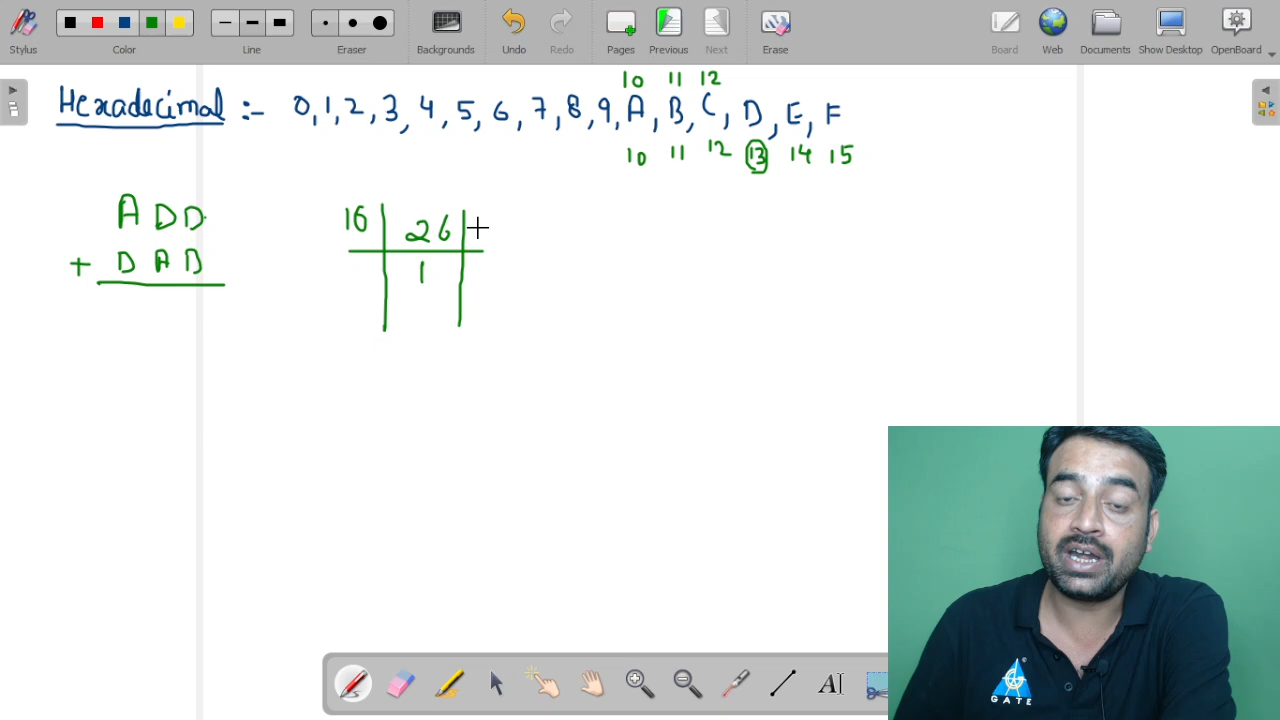 Stylus Color Line Eraser Backgrounds Undo Redo Pages Previous Next Erase Board Web Documents Show Desktop OpenBoard
10 11 12
Hexadecimal :- 0, 1, 2, 3, 4, 5, 6, 7, 8, 9, A, B, C, D, E, F
10 11 12 13 14 15
A D D
+ D A D
16 26
1
GATE